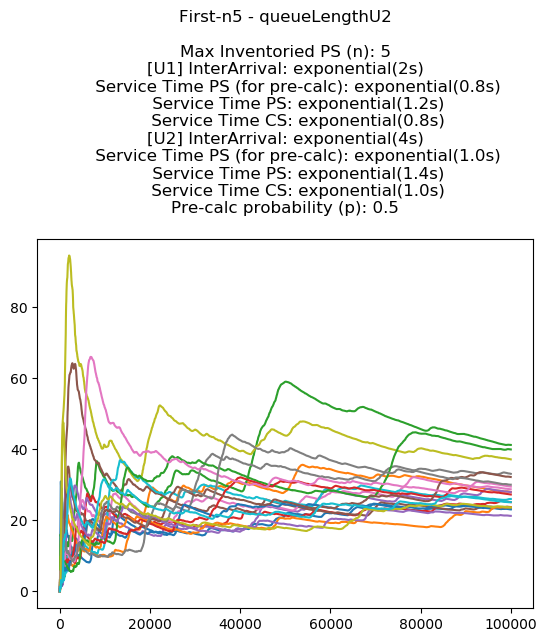 First-n5 - queueLengthU2
Max Inventoried PS (n): 5
[U1] InterArrival: exponential(2s)
Service Time PS (for pre-calc): exponential(0.8s)
Service Time PS: exponential(1.2s)
Service Time CS: exponential(0.8s)
[U2] InterArrival: exponential(4s)
Service Time PS (for pre-calc): exponential(1.0s)
Service Time PS: exponential(1.4s)
Service Time CS: exponential(1.0s)
Pre-calc probability (p): 0.5
80
60
40
20
0
0 20000 40000 60000 80000 100000